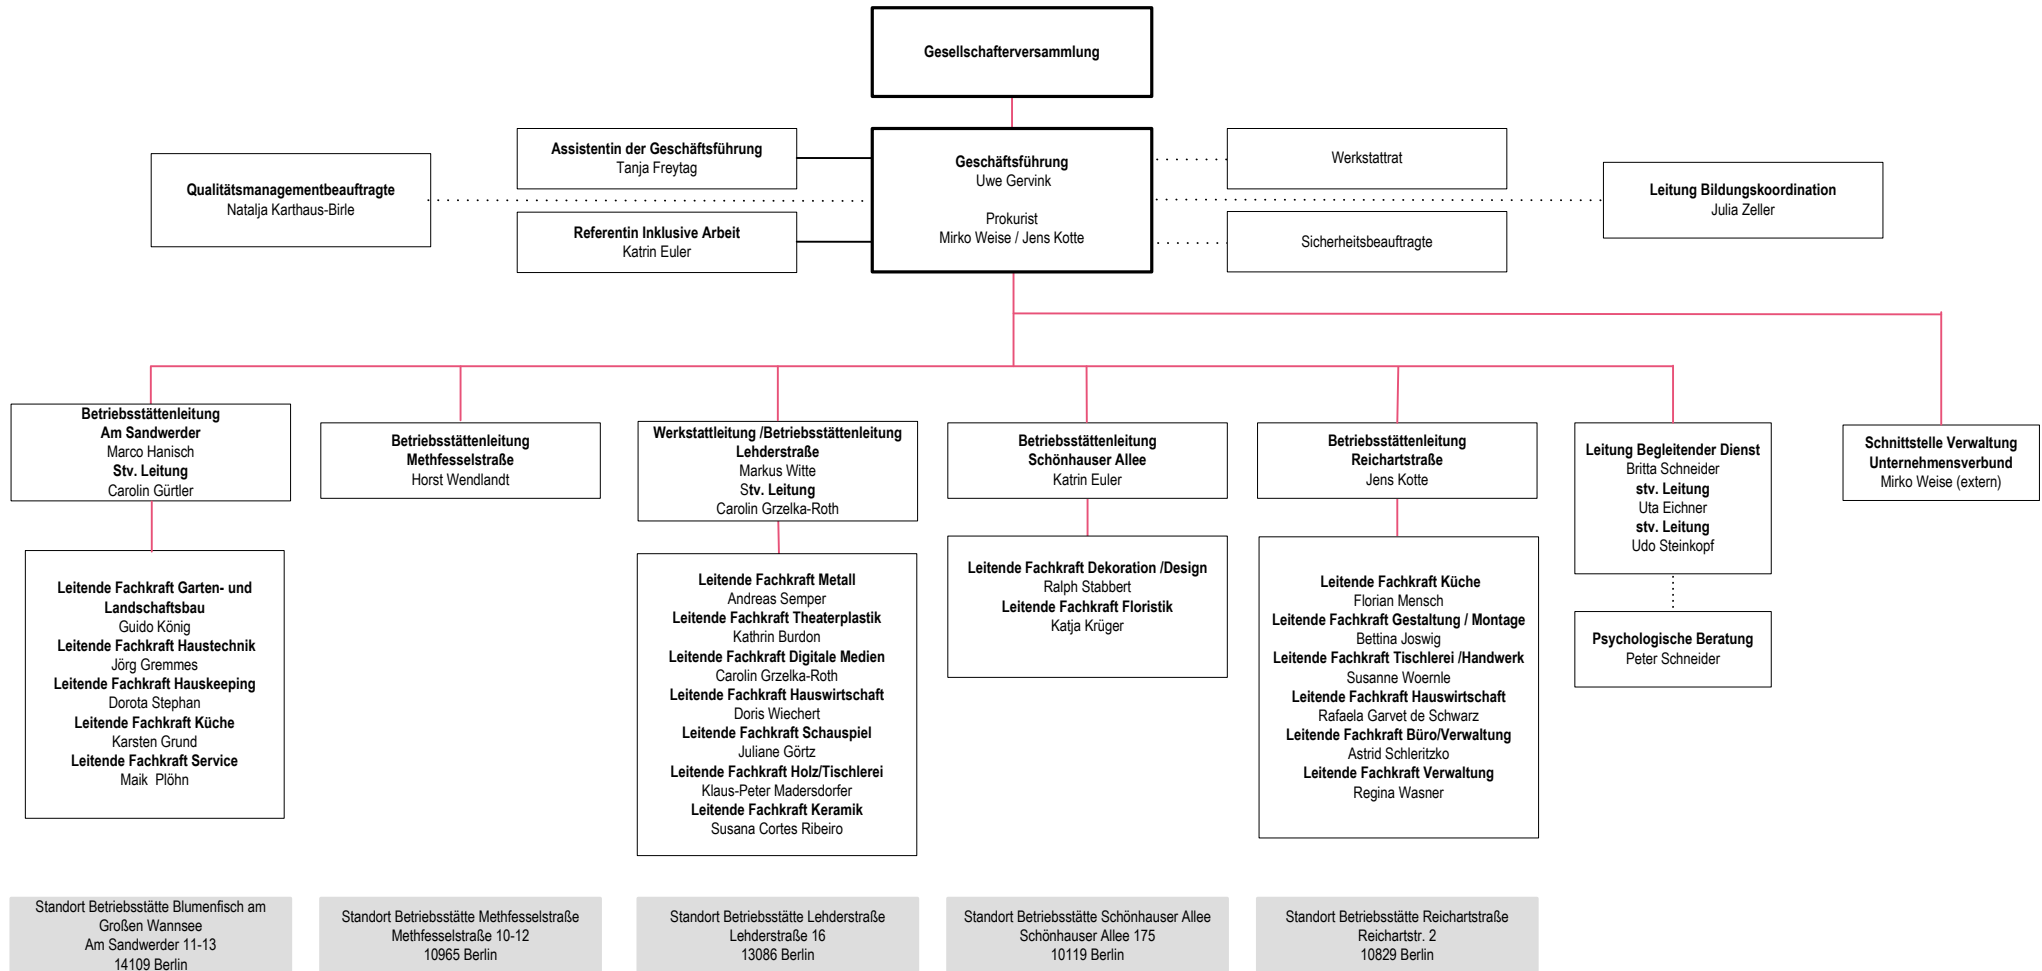 Gesellschafterversammlung
Assistentin der Geschäftsführung
Tanja Freytag
Geschäftsführung
Uwe Gervink
Prokurist
Mirko Weise / Jens Kotte
Werkstattrat
Qualitätsmanagementbeauftragte
Natalja Karthaus-Birle
Leitung Bildungskoordination
Julia Zeller
Referentin Inklusive Arbeit
Katrin Euler
Sicherheitsbeauftragte
Betriebsstättenleitung
Am Sandwerder
Marco Hanisch
Stv. Leitung
Carolin Gürtler
Betriebsstättenleitung
Methfesselstraße
Horst Wendlandt
Werkstattleitung /Betriebsstättenleitung
Lehderstraße
Markus Witte
Stv. Leitung
Carolin Grzelka-Roth
Betriebsstättenleitung
Schönhauser Allee
Katrin Euler
Betriebsstättenleitung
Reichartstraße
Jens Kotte
Leitung Begleitender Dienst
Britta Schneider
stv. Leitung
Uta Eichner
stv. Leitung
Udo Steinkopf
Schnittstelle Verwaltung
Unternehmensverbund
Mirko Weise (extern)
Leitende Fachkraft Garten- und
Landschaftsbau
Guido König
Leitende Fachkraft Haustechnik
Jörg Gremmes
Leitende Fachkraft Hauskeeping
Dorota Stephan
Leitende Fachkraft Küche
Karsten Grund
Leitende Fachkraft Service
Maik  Plöhn
Leitende Fachkraft Metall
Andreas Semper
Leitende Fachkraft Theaterplastik
Kathrin Burdon
Leitende Fachkraft Digitale Medien
Carolin Grzelka-Roth
Leitende Fachkraft Hauswirtschaft
Doris Wiechert
Leitende Fachkraft Schauspiel
Juliane Görtz
Leitende Fachkraft Holz/Tischlerei
Klaus-Peter Madersdorfer
Leitende Fachkraft Keramik
Susana Cortes Ribeiro
Leitende Fachkraft Dekoration /Design
Ralph Stabbert
Leitende Fachkraft Floristik
Katja Krüger
Leitende Fachkraft Küche
Florian Mensch
Leitende Fachkraft Gestaltung / Montage
Bettina Joswig
Leitende Fachkraft Tischlerei /Handwerk
Susanne Woernle
Leitende Fachkraft Hauswirtschaft
Rafaela Garvet de Schwarz
Leitende Fachkraft Büro/Verwaltung
Astrid Schleritzko
Leitende Fachkraft Verwaltung
Regina Wasner
Psychologische Beratung
Peter Schneider
Standort Betriebsstätte Blumenfisch am
Großen Wannsee
Am Sandwerder 11-13
14109 Berlin
Standort Betriebsstätte Methfesselstraße
Methfesselstraße 10-12
10965 Berlin
Standort Betriebsstätte Lehderstraße
Lehderstraße 16
13086 Berlin
Standort Betriebsstätte Schönhauser Allee
Schönhauser Allee 175
10119 Berlin
Standort Betriebsstätte Reichartstraße
Reichartstr. 2
10829 Berlin